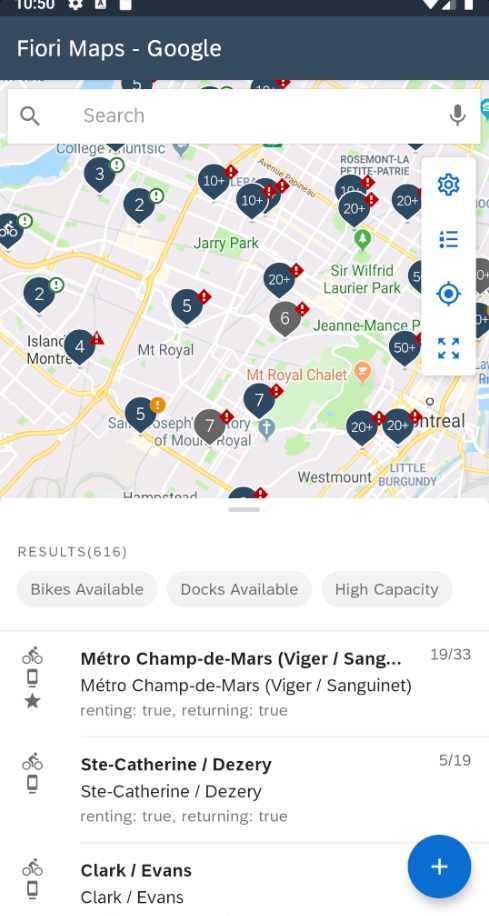 10:50
Fiori Maps - Google
5
10+
Search
College Ahuntsic
ROSEMONT-LA
PETITE-PATRIE
Avenue Papineau
3
10+
10+
20+
20+
2
Jarry Park
Sir Wilfrid
Laurier Park
20+
2
5
6
Jeanne-Mance P
Island
Montre
4
Mt Royal
50+
Mt Royal Chalet
7
5
7
20+
20+
ntreal
Sain
oseph's
tory
of Mount Royal
LITTLE
BURGUNDY
Westmount
Hampstead
RESULTS(616)
Bikes Available
Docks Available
High Capacity
Métro Champ-de-Mars (Viger / Sang...
19/33
Métro Champ-de-Mars (Viger / Sanguinet)
renting: true, returning: true
Ste-Catherine / Dezery
5/19
Ste-Catherine / Dezery
renting: true, returning: true
Clark / Evans
Clark / Evans